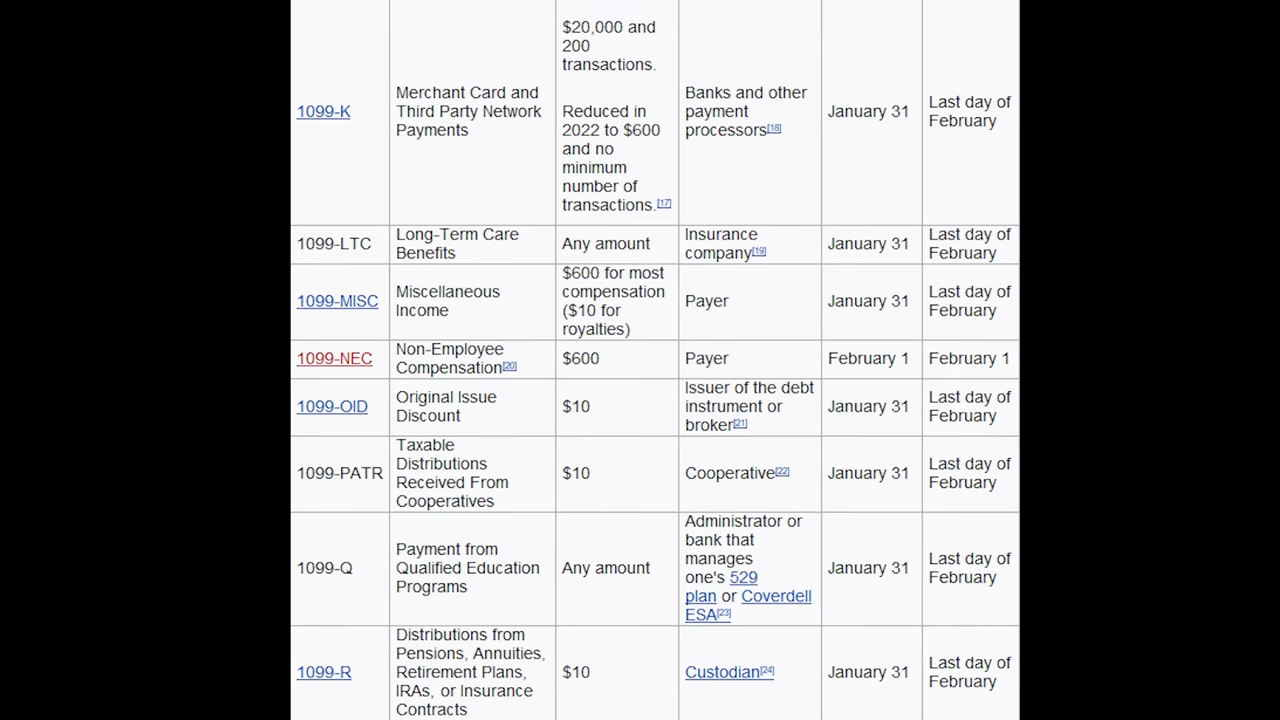 1099-K
Merchant Card and
Third Party Network
Payments
$20,000 and
200
transactions.
Reduced in
2022 to $600
and no
minimum
number of
transactions.[17]
Banks and other
payment
processors[18]
January 31
Last day of
February
1099-LTC
Long-Term Care
Benefits
Any amount
Insurance
company[19]
January 31
Last day of
February
1099-MISC
Miscellaneous
Income
$600 for most
compensation
($10 for
royalties)
Payer
January 31
Last day of
February
1099-NEC
Non-Employee
Compensation[20]
$600
Payer
February 1
February 1
1099-OID
Original Issue
Discount
$10
Issuer of the debt
instrument or
broker[21]
January 31
Last day of
February
1099-PATR
Taxable
Distributions
Received From
Cooperatives
$10
Cooperative[22]
January 31
Last day of
February
1099-Q
Payment from
Qualified Education
Programs
Any amount
Administrator or
bank that
manages
one's 529
plan or Coverdell
ESA[23]
January 31
Last day of
February
1099-R
Distributions from
Pensions, Annuities,
Retirement Plans,
IRAs, or Insurance
Contracts
$10
Custodian[24]
January 31
Last day of
February